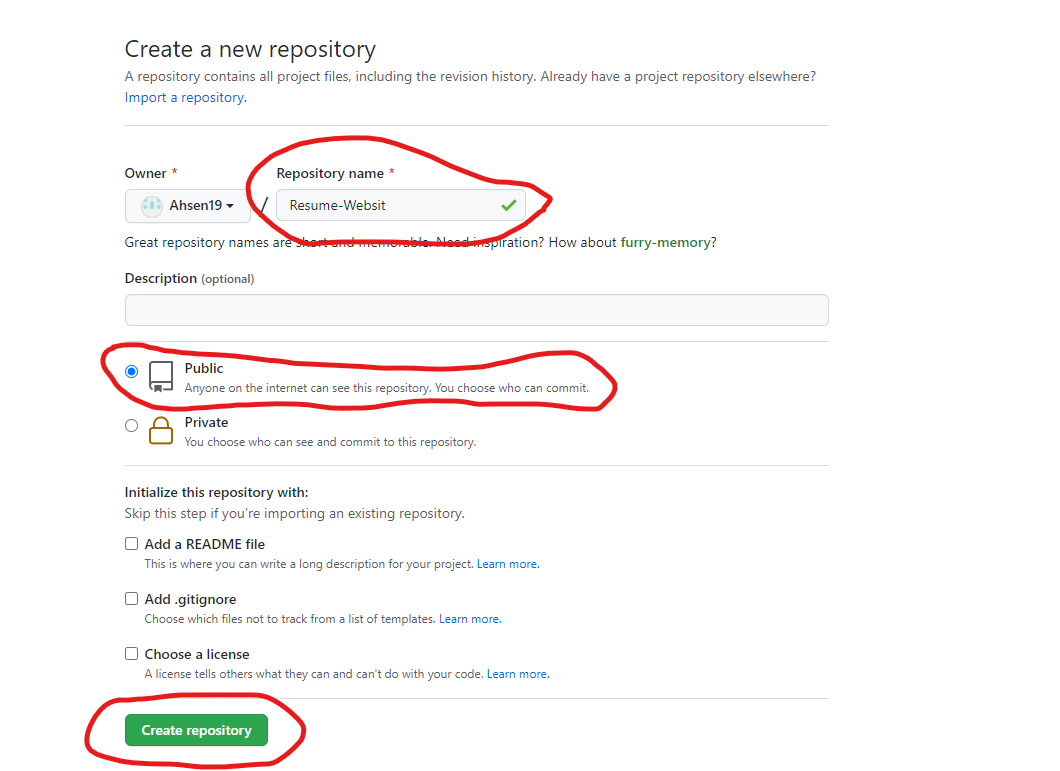 Create a new repository
A repository contains all project files, including the revision history. Already have a project repository elsewhere?
Import a repository.
Owner * Repository name *
Ahsen19 / Resume-Websit
Great repository names are short and memorable. Need inspiration? How about furry-memory?
Description (optional)
Public
Anyone on the internet can see this repository. You choose who can commit.
Private
You choose who can see and commit to this repository.
Initialize this repository with:
Skip this step if you're importing an existing repository.
Add a README file
This is where you can write a long description for your project. Learn more.
Add .gitignore
Choose which files not to track from a list of templates. Learn more.
Choose a license
A license tells others what they can and can't do with your code. Learn more.
Create repository